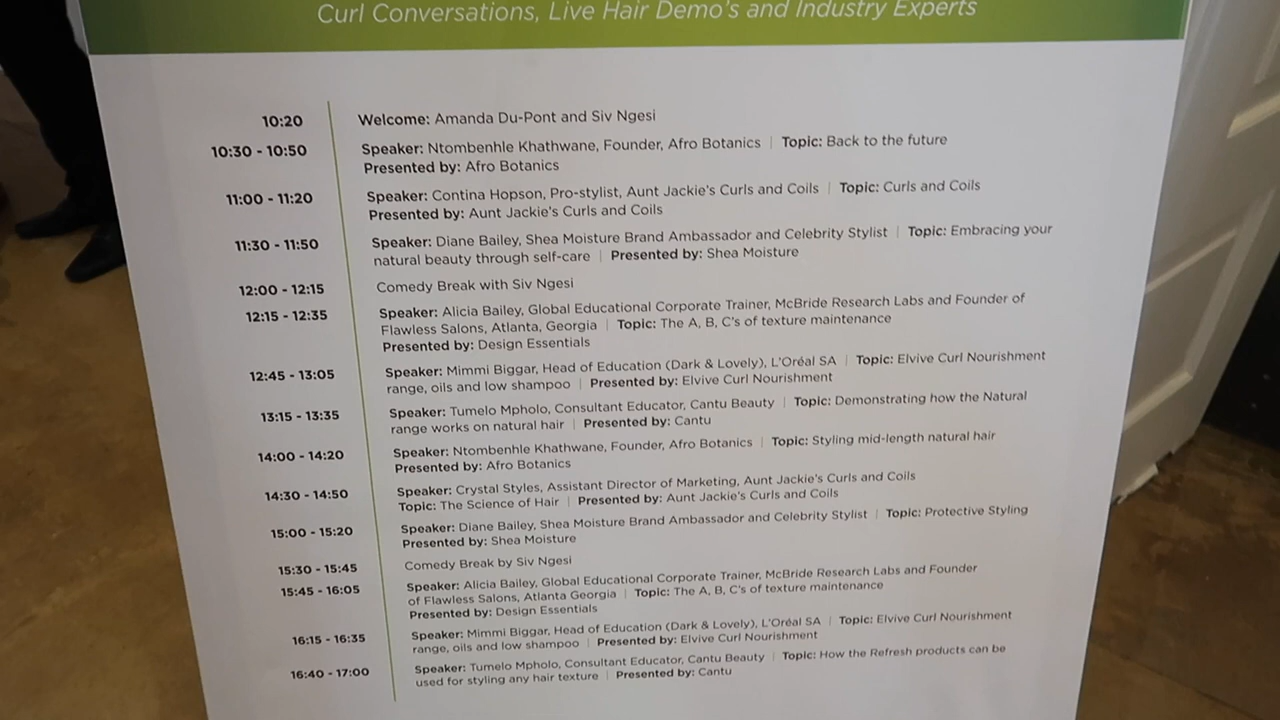 Curl Conversations, Live Hair Demo's and Industry Experts
10:20 Welcome: Amanda Du-Pont and Siv Ngesi
10:30 - 10:50 Speaker: Ntombenhle Khathwane, Founder, Afro Botanics | Topic: Back to the future
Presented by: Afro Botanics
11:00 - 11:20 Speaker: Contina Hopson, Pro-stylist, Aunt Jackie's Curls and Coils | Topic: Curls and Coils
Presented by: Aunt Jackie's Curls and Coils
11:30 - 11:50 Speaker: Diane Bailey, Shea Moisture Brand Ambassador and Celebrity Stylist | Topic: Embracing your
natural beauty through self-care | Presented by: Shea Moisture
12:00 - 12:15 Comedy Break with Siv Ngesi
12:15 - 12:35 Speaker: Alicia Bailey, Global Educational Corporate Trainer, McBride Research Labs and Founder of
Flawless Salons, Atlanta, Georgia | Topic: The A, B, C's of texture maintenance
Presented by: Design Essentials
12:45 - 13:05 Speaker: Mimmi Biggar, Head of Education (Dark & Lovely), L'Oréal SA | Topic: Elvive Curl Nourishment
range, oils and low shampoo | Presented by: Elvive Curl Nourishment
13:15 - 13:35 Speaker: Tumelo Mpholo, Consultant Educator, Cantu Beauty | Topic: Demonstrating how the Natural
range works on natural hair | Presented by: Cantu
14:00 - 14:20 Speaker: Ntombenhle Khathwane, Founder, Afro Botanics | Topic: Styling mid-length natural hair
Presented by: Afro Botanics
14:30 - 14:50 Speaker: Crystal Styles, Assistant Director of Marketing, Aunt Jackie's Curls and Coils
Topic: The Science of Hair | Presented by: Aunt Jackie's Curls and Coils
15:00 - 15:20 Speaker: Diane Bailey, Shea Moisture Brand Ambassador and Celebrity Stylist | Topic: Protective Styling
Presented by: Shea Moisture
15:30 - 15:45 Comedy Break by Siv Ngesi
15:45 - 16:05 Speaker: Alicia Bailey, Global Educational Corporate Trainer, McBride Research Labs and Founder
of Flawless Salons, Atlanta Georgia | Topic: The A, B, C's of texture maintenance
Presented by: Design Essentials
16:15 - 16:35 Speaker: Mimmi Biggar, Head of Education (Dark & Lovely), L'Oréal SA | Topic: Elvive Curl Nourishment
range, oils and low shampoo | Presented by: Elvive Curl Nourishment
16:40 - 17:00 Speaker: Tumelo Mpholo, Consultant Educator, Cantu Beauty | Topic: How the Refresh products can be
used for styling any hair texture | Presented by: Cantu